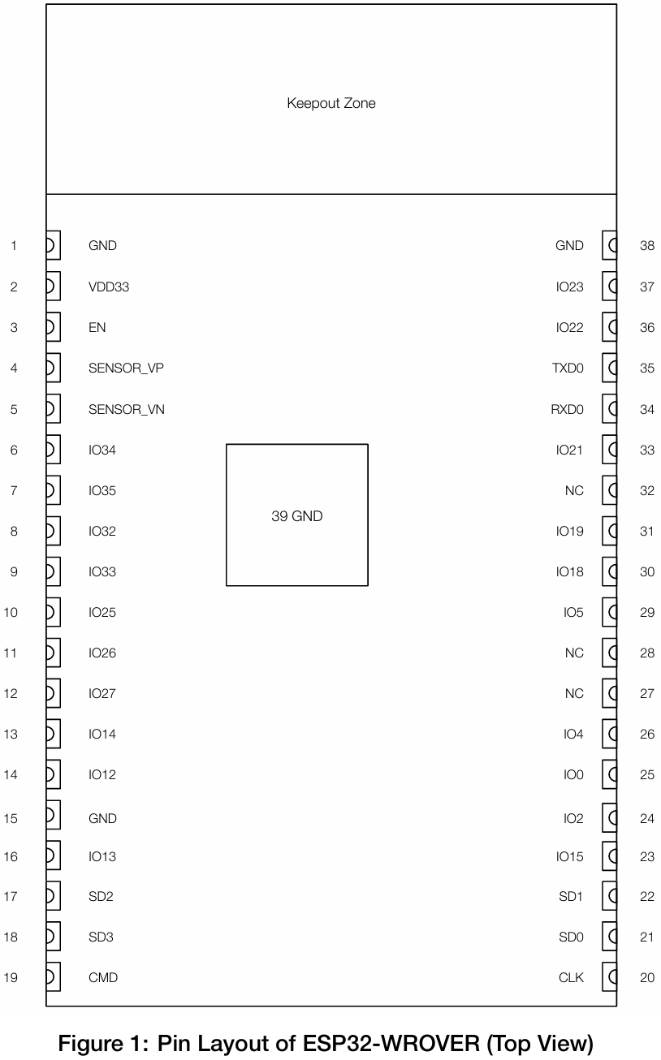 Keepout Zone
1 GND GND 38
2 VDD33 IO23 37
3 EN IO22 36
4 SENSOR_VP TXD0 35
5 SENSOR_VN RXD0 34
6 IO34 IO21 33
7 IO35 NC 32
39 GND
8 IO32 IO19 31
9 IO33 IO18 30
10 IO25 IO5 29
11 IO26 NC 28
12 IO27 NC 27
13 IO14 IO4 26
14 IO12 IO0 25
15 GND IO2 24
16 IO13 IO15 23
17 SD2 SD1 22
18 SD3 SD0 21
19 CMD CLK 20
Figure 1: Pin Layout of ESP32-WROVER (Top View)